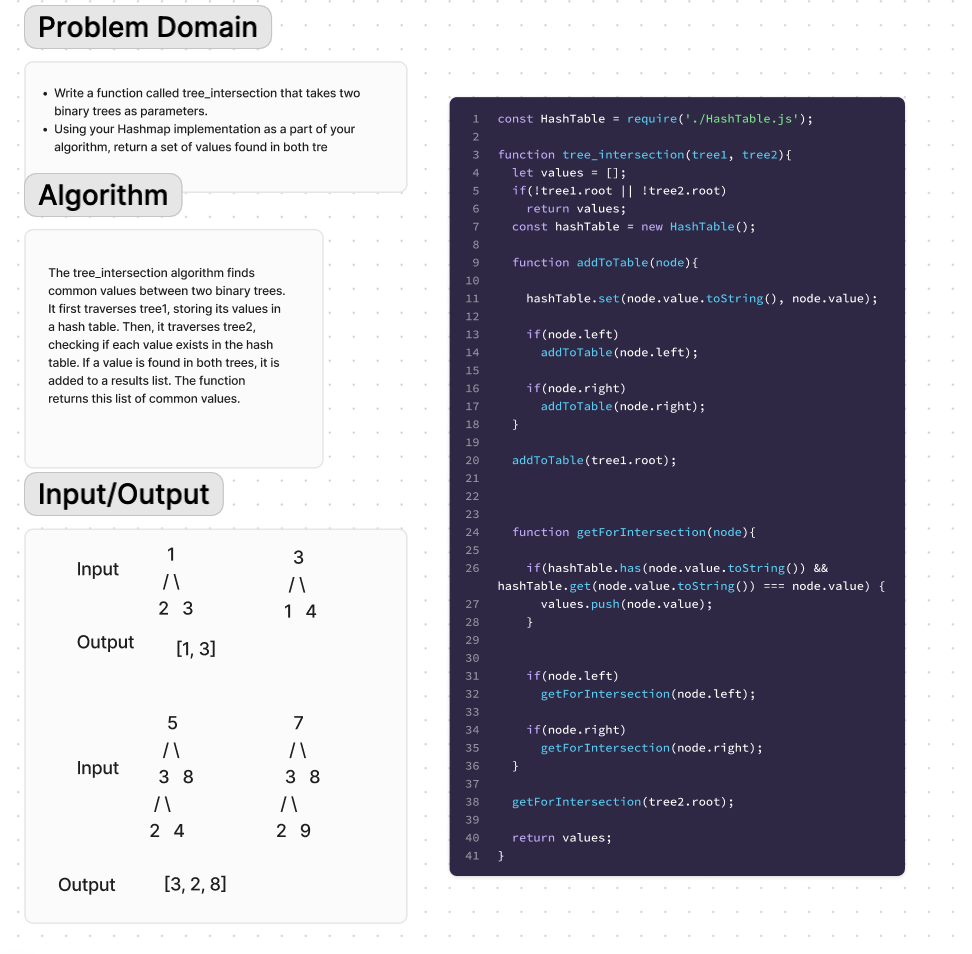 Problem Domain
• Write a function called tree_intersection that takes two
binary trees as parameters.
• Using your Hashmap implementation as a part of your
algorithm, return a set of values found in both tre
Algorithm
The tree_intersection algorithm finds
common values between two binary trees.
It first traverses tree1, storing its values in
a hash table. Then, it traverses tree2,
checking if each value exists in the hash
table. If a value is found in both trees, it is
added to a results list. The function
returns this list of common values.
Input/Output
1 3
Input / \ / \
2 3 1 4
Output [1, 3]
5 7
/ \ / \
Input 3 8 3 8
/ \ / \
2 4 2 9
Output [3, 2, 8]
1 const HashTable = require('./HashTable.js');
2
3 function tree_intersection(tree1, tree2){
4 let values = [];
5 if(!tree1.root || !tree2.root)
6 return values;
7 const hashTable = new HashTable();
8
9 function addToTable(node){
10
11 hashTable.set(node.value.toString(), node.value);
12
13 if(node.left)
14 addToTable(node.left);
15
16 if(node.right)
17 addToTable(node.right);
18 }
19
20 addToTable(tree1.root);
21
22
23
24 function getForIntersection(node){
25
26 if(hashTable.has(node.value.toString()) &&
hashTable.get(node.value.toString()) === node.value) {
27 values.push(node.value);
28 }
29
30
31 if(node.left)
32 getForIntersection(node.left);
33
34 if(node.right)
35 getForIntersection(node.right);
36 }
37
38 getForIntersection(tree2.root);
39
40 return values;
41 }